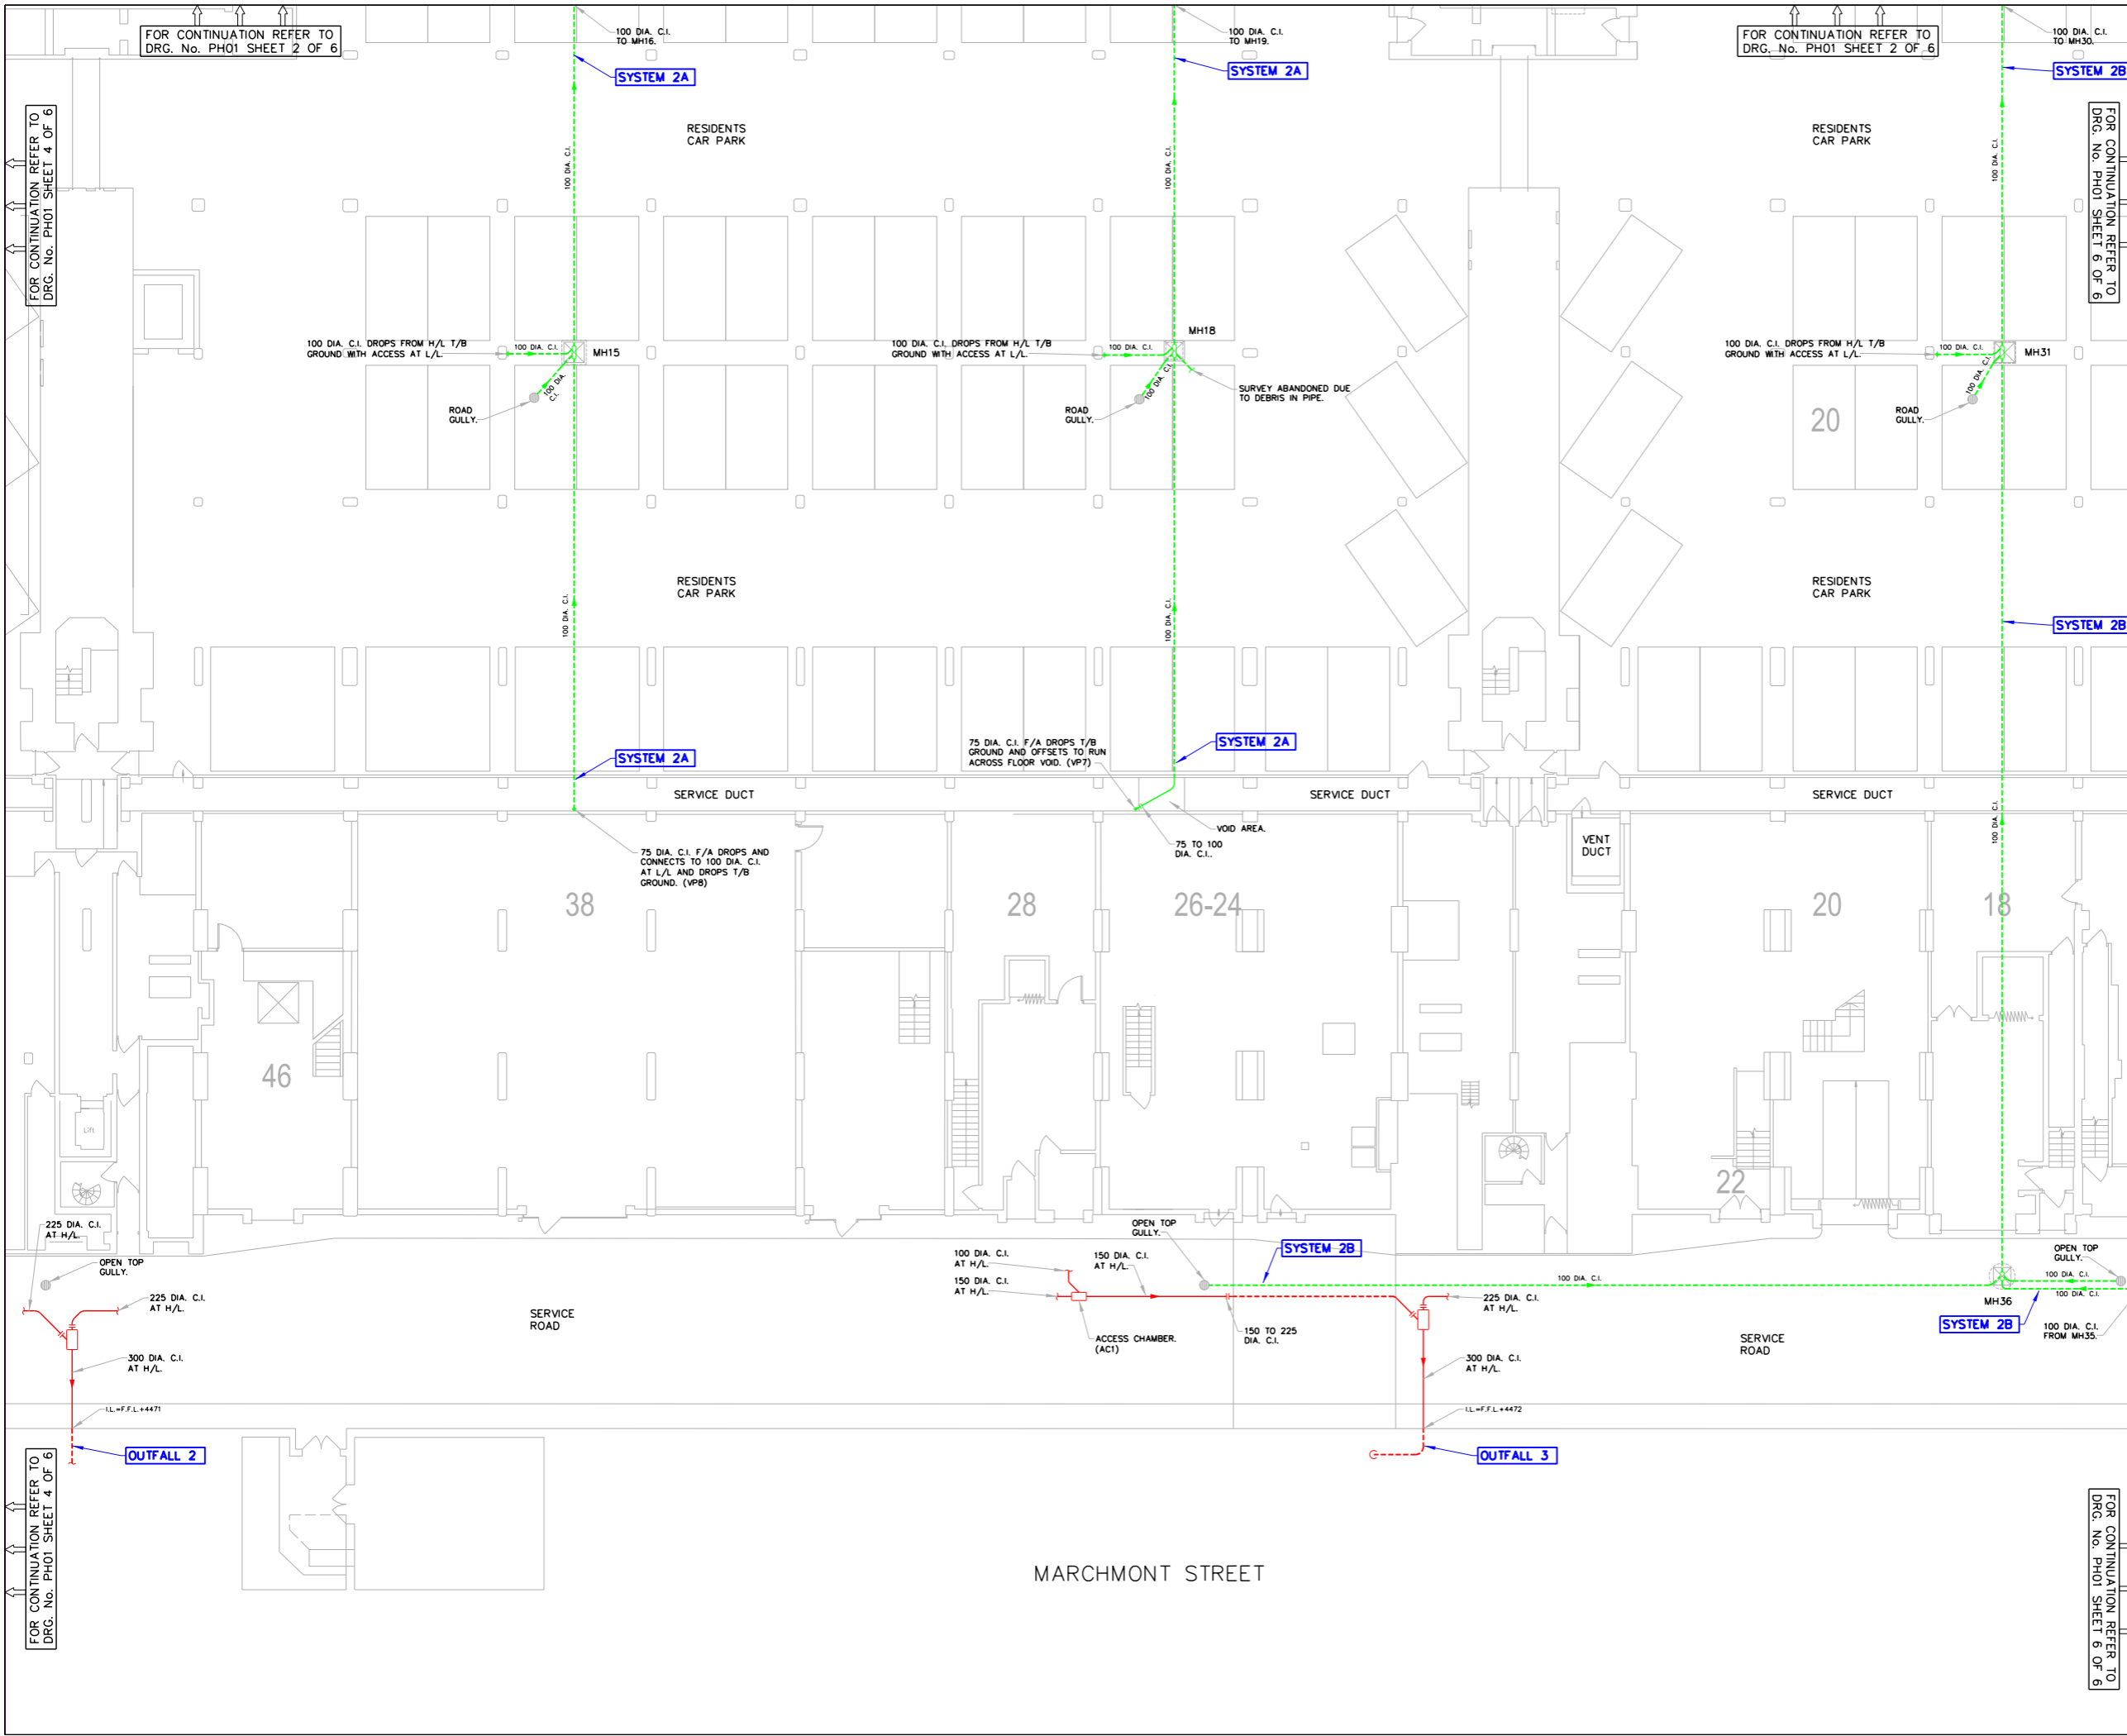 FOR CONTINUATION REFER TO
DRG. No. PH01 SHEET 2 OF 6
100 DIA. C.I.
TO MH16.
SYSTEM 2A
100 DIA. C.I.
TO MH19.
SYSTEM 2A
FOR CONTINUATION REFER TO
DRG. No. PH01 SHEET 2 OF 6
100 DIA. C.I.
TO MH30.
SYSTEM 2B
FOR CONTINUATION REFER TO
DRG. No. PH01 SHEET 4 OF 6
RESIDENTS
CAR PARK
100 DIA. C.I.
100 DIA. C.I.
RESIDENTS
CAR PARK
100 DIA. C.I.
FOR CONTINUATION REFER TO
DRG. No. PH01 SHEET 6 OF 6
100 DIA. C.I. DROPS FROM H/L T/B
GROUND WITH ACCESS AT L/L.
100 DIA. C.I.
MH15
100 DIA.
C.I.
ROAD
GULLY.
100 DIA. C.I. DROPS FROM H/L T/B
GROUND WITH ACCESS AT L/L.
100 DIA. C.I.
MH18
100 DIA. C.I.
ROAD
GULLY.
SURVEY ABANDONED DUE
TO DEBRIS IN PIPE.
100 DIA. C.I. DROPS FROM H/L T/B
GROUND WITH ACCESS AT L/L.
100 DIA. C.I.
MH31
100 DIA. C.I.
ROAD
GULLY.
20
RESIDENTS
CAR PARK
100 DIA. C.I.
100 DIA. C.I.
RESIDENTS
CAR PARK
SYSTEM 2B
SYSTEM 2A
75 DIA. C.I. F/A DROPS T/B
GROUND AND OFFSETS TO RUN
ACROSS FLOOR VOID. (VP7)
SYSTEM 2A
SERVICE DUCT
SERVICE DUCT
SERVICE DUCT
VOID AREA.
75 TO 100
DIA. C.I..
75 DIA. C.I. F/A DROPS AND
CONNECTS TO 100 DIA. C.I.
AT L/L AND DROPS T/B
GROUND. (VP8)
VENT
DUCT
100 DIA. C.I.
38
28
26-24
20
18
46
Lift
22
225 DIA. C.I.
AT H/L.
OPEN TOP
GULLY.
225 DIA. C.I.
AT H/L.
300 DIA. C.I.
AT H/L.
I.L.=F.F.L.+4471
OUTFALL 2
SERVICE
ROAD
100 DIA. C.I.
AT H/L.
150 DIA. C.I.
AT H/L.
150 DIA. C.I.
AT H/L.
OPEN TOP
GULLY.
SYSTEM 2B
100 DIA. C.I.
ACCESS CHAMBER.
(AC1)
150 TO 225
DIA. C.I.
225 DIA. C.I.
AT H/L.
300 DIA. C.I.
AT H/L.
I.L.=F.F.L.+4472
OUTFALL 3
SERVICE
ROAD
OPEN TOP
GULLY.
100 DIA. C.I.
100 DIA. C.I.
MH36
SYSTEM 2B
100 DIA. C.I.
FROM MH35.
FOR CONTINUATION REFER TO
DRG. No. PH01 SHEET 4 OF 6
MARCHMONT STREET
FOR CONTINUATION REFER TO
DRG. No. PH01 SHEET 6 OF 6